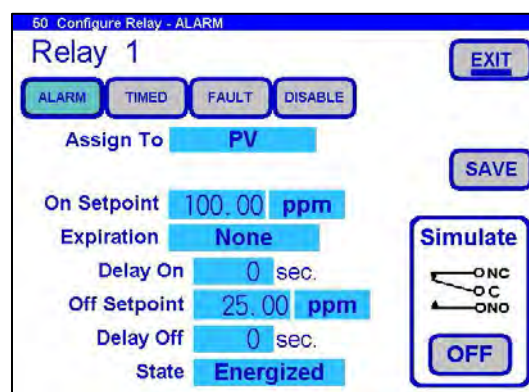 50 Configure Relay - ALARM
Relay 1
EXIT
ALARM TIMED FAULT DISABLE
Assign To PV
SAVE
On Setpoint 100.00 ppm
Expiration None
Simulate
Delay On 0 sec.
NC
C
NO
Off Setpoint 25.00 ppm
Delay Off 0 sec.
OFF
State Energized